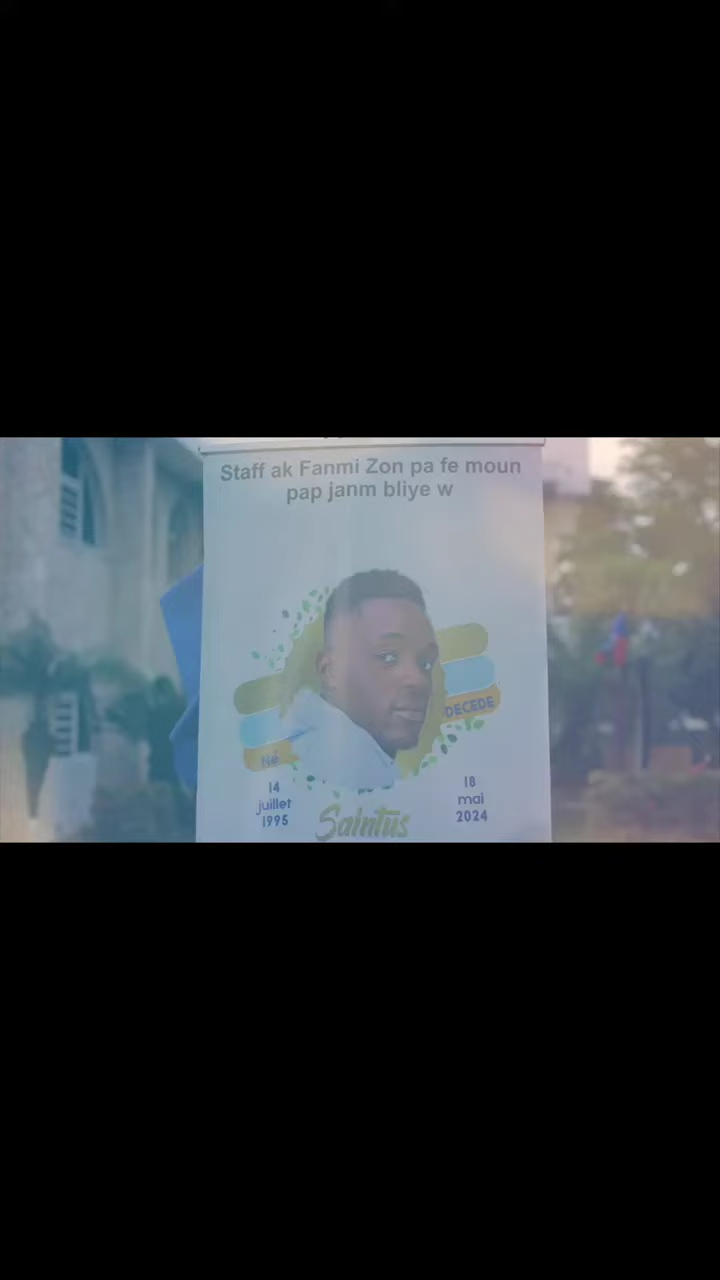 Staff ak Fanmi Zon pa fe moun
pap janm bliye w
DECEDE
Né
14
juillet
1995
18
mai
2024
Saintus